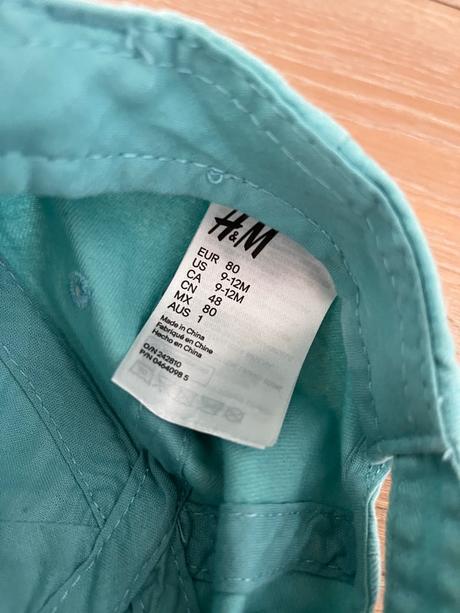 H&M
EUR 80
US 9-12M
CA 9-12M
CN 48
MX 80
AUS 1
Made in China
Fabriqué en Chine
Hecho en China
O/N 242810
P/N 0464098 5